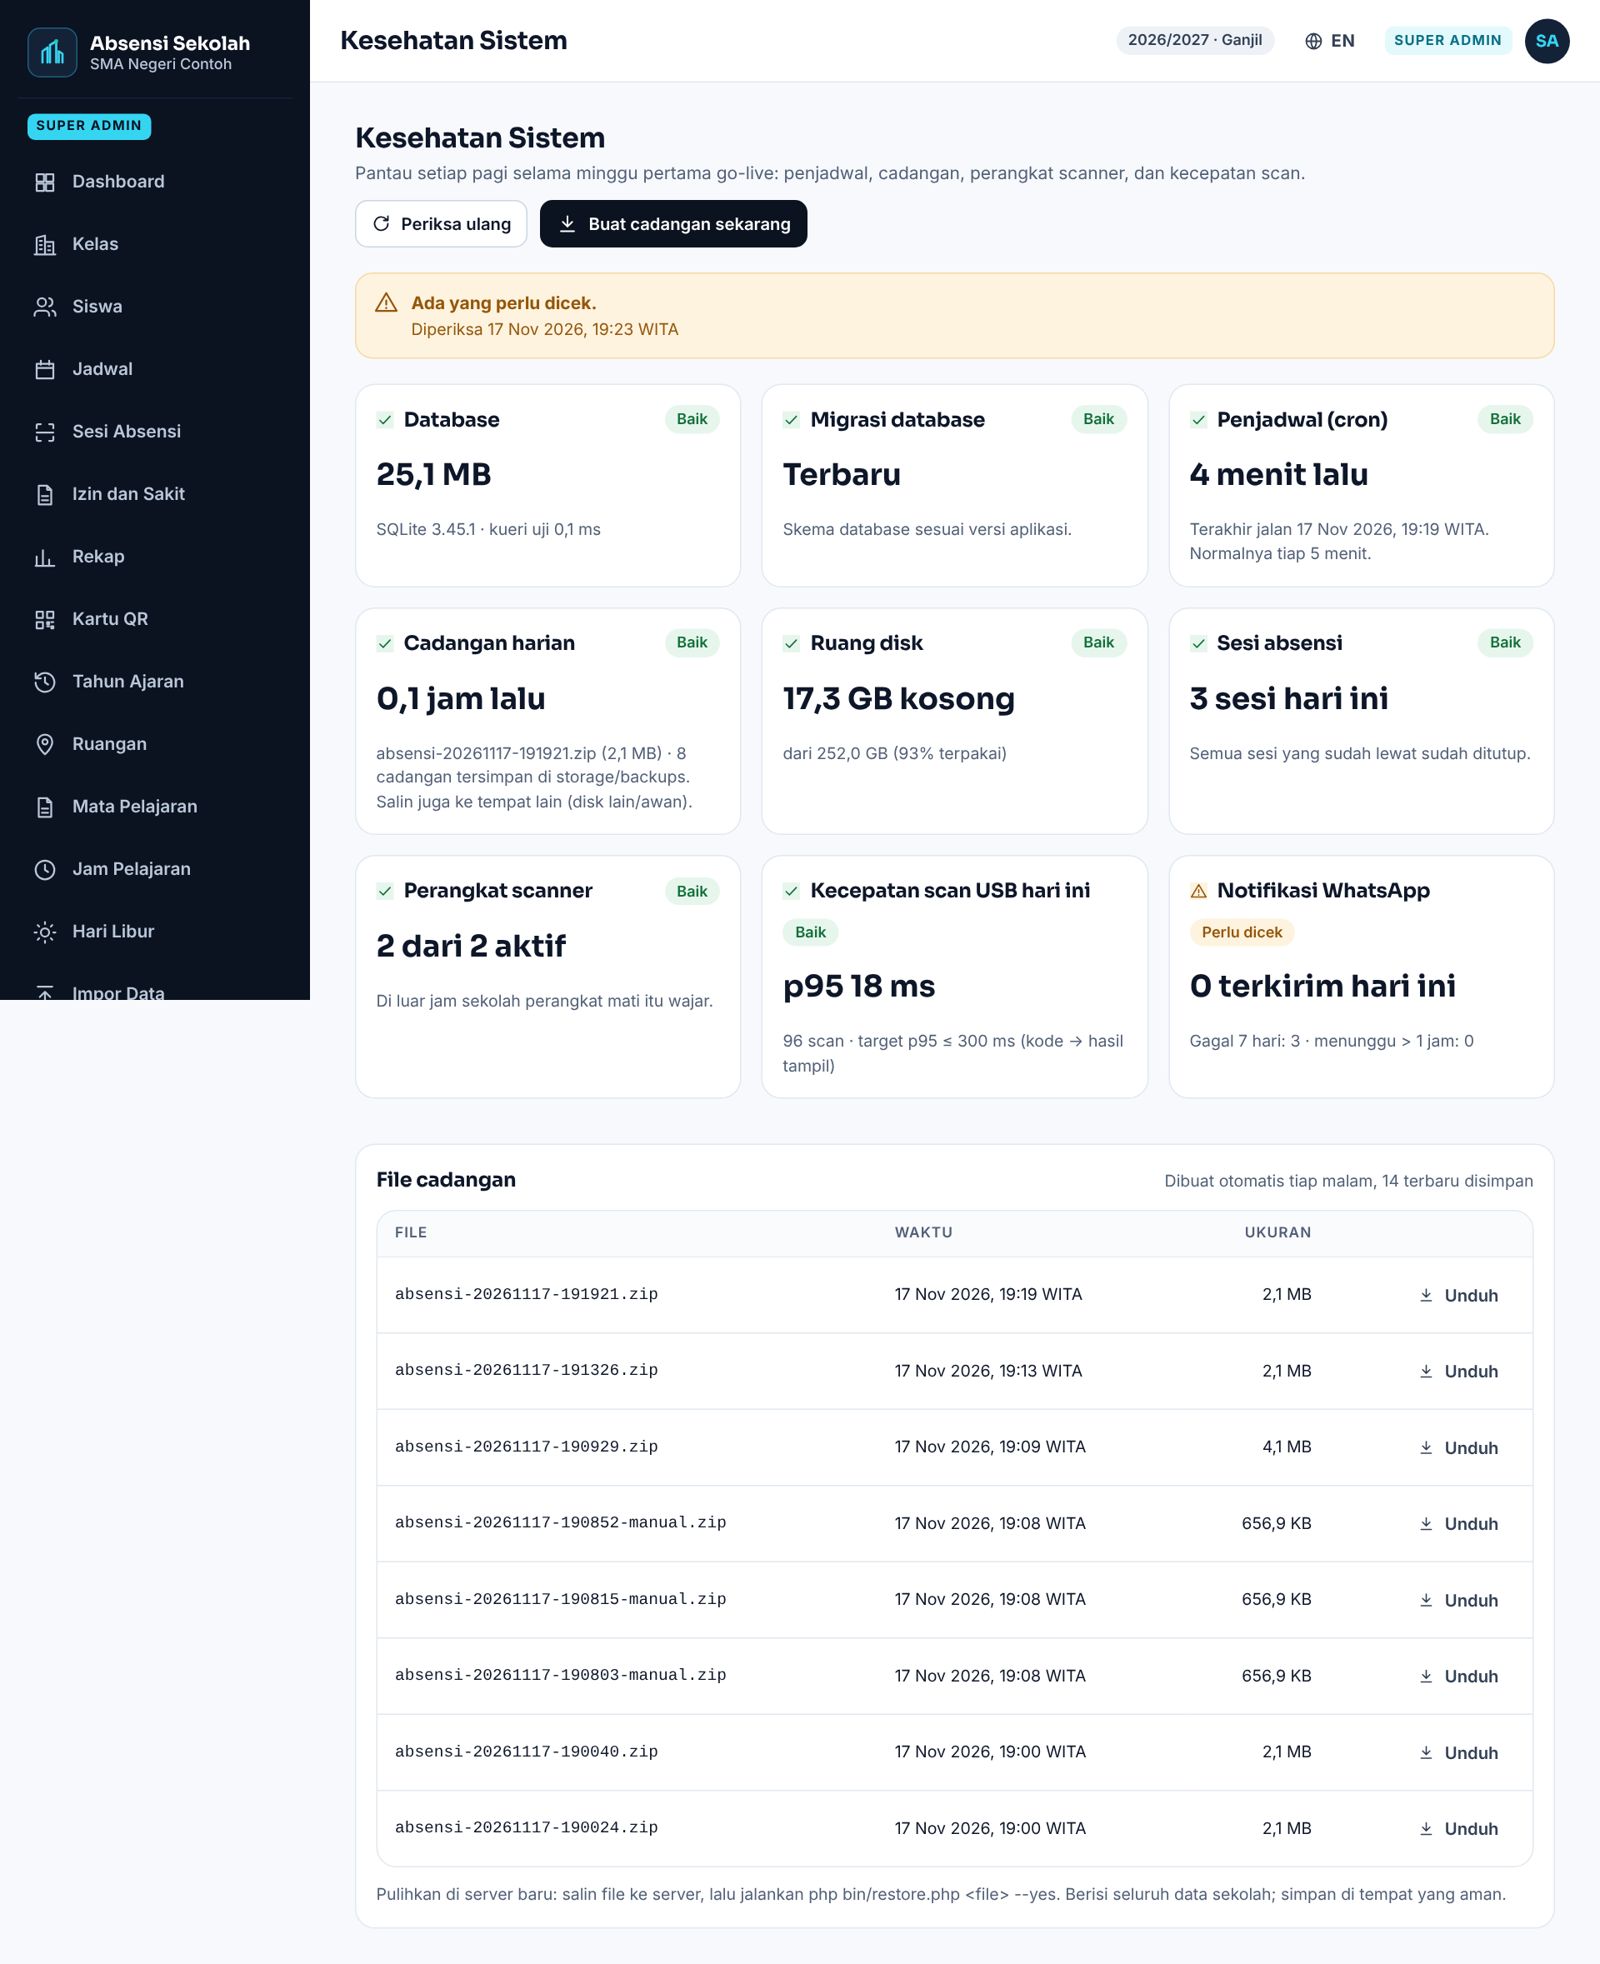 Absensi Sekolah
SMA Negeri Contoh
SUPER ADMIN
Dashboard
Kelas
Siswa
Jadwal
Sesi Absensi
Izin dan Sakit
Rekap
Kartu QR
Tahun Ajaran
Ruangan
Mata Pelajaran
Jam Pelajaran
Hari Libur
Impor Data
Kesehatan Sistem
2026/2027 · Ganjil
EN
SUPER ADMIN
SA
Kesehatan Sistem
Pantau setiap pagi selama minggu pertama go-live: penjadwal, cadangan, perangkat scanner, dan kecepatan scan.
Periksa ulang
Buat cadangan sekarang
Ada yang perlu dicek.
Diperiksa 17 Nov 2026, 19:23 WITA
Database
Baik
25,1 MB
SQLite 3.45.1 · kueri uji 0,1 ms
Migrasi database
Baik
Terbaru
Skema database sesuai versi aplikasi.
Penjadwal (cron)
Baik
4 menit lalu
Terakhir jalan 17 Nov 2026, 19:19 WITA.
Normalnya tiap 5 menit.
Cadangan harian
Baik
0,1 jam lalu
absensi-20261117-191921.zip (2,1 MB) · 8
cadangan tersimpan di storage/backups.
Salin juga ke tempat lain (disk lain/awan).
Ruang disk
Baik
17,3 GB kosong
dari 252,0 GB (93% terpakai)
Sesi absensi
Baik
3 sesi hari ini
Semua sesi yang sudah lewat sudah ditutup.
Perangkat scanner
Baik
2 dari 2 aktif
Di luar jam sekolah perangkat mati itu wajar.
Kecepatan scan USB hari ini
Baik
p95 18 ms
96 scan · target p95 ≤ 300 ms (kode → hasil
tampil)
Notifikasi WhatsApp
Perlu dicek
0 terkirim hari ini
Gagal 7 hari: 3 · menunggu > 1 jam: 0
File cadangan
Dibuat otomatis tiap malam, 14 terbaru disimpan
FILE WAKTU UKURAN
absensi-20261117-191921.zip 17 Nov 2026, 19:19 WITA 2,1 MB Unduh
absensi-20261117-191326.zip 17 Nov 2026, 19:13 WITA 2,1 MB Unduh
absensi-20261117-190929.zip 17 Nov 2026, 19:09 WITA 4,1 MB Unduh
absensi-20261117-190852-manual.zip 17 Nov 2026, 19:08 WITA 656,9 KB Unduh
absensi-20261117-190815-manual.zip 17 Nov 2026, 19:08 WITA 656,9 KB Unduh
absensi-20261117-190803-manual.zip 17 Nov 2026, 19:08 WITA 656,9 KB Unduh
absensi-20261117-190040.zip 17 Nov 2026, 19:00 WITA 2,1 MB Unduh
absensi-20261117-190024.zip 17 Nov 2026, 19:00 WITA 2,1 MB Unduh
Pulihkan di server baru: salin file ke server, lalu jalankan php bin/restore.php <file> --yes. Berisi seluruh data sekolah; simpan di tempat yang aman.